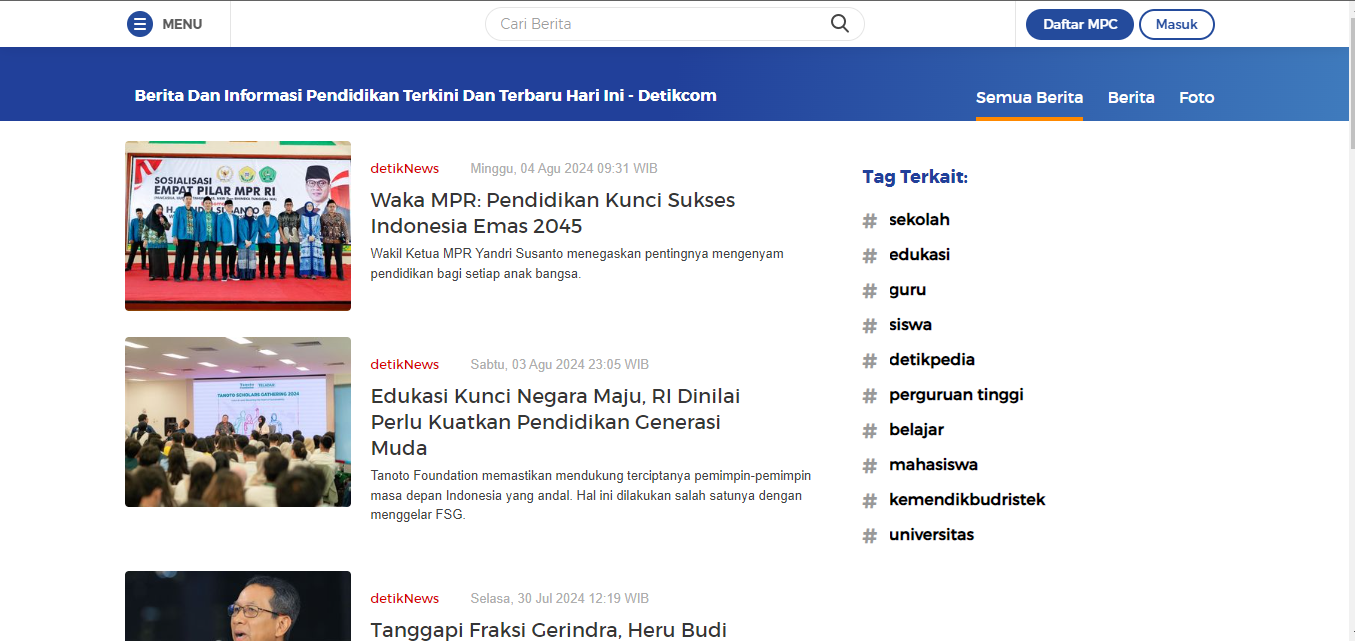 MENU
Cari Berita
Daftar MPC
Masuk
Berita Dan Informasi Pendidikan Terkini Dan Terbaru Hari Ini - Detikcom
Semua Berita
Berita
Foto
SOSIALISASI
EMPAT PILAR MPR RI
detikNews
Minggu, 04 Agu 2024 09:31 WIB
Waka MPR: Pendidikan Kunci Sukses
Indonesia Emas 2045
Wakil Ketua MPR Yandri Susanto menegaskan pentingnya mengenyam
pendidikan bagi setiap anak bangsa.
TANOTO SCHOLARS GATHERING 2024
detikNews
Sabtu, 03 Agu 2024 23:05 WIB
Edukasi Kunci Negara Maju, RI Dinilai
Perlu Kuatkan Pendidikan Generasi
Muda
Tanoto Foundation memastikan mendukung terciptanya pemimpin-pemimpin
masa depan Indonesia yang andal. Hal ini dilakukan salah satunya dengan
menggelar FSG.
detikNews
Selasa, 30 Jul 2024 12:19 WIB
Tanggapi Fraksi Gerindra, Heru Budi
Tag Terkait:
# sekolah
# edukasi
# guru
# siswa
# detikpedia
# perguruan tinggi
# belajar
# mahasiswa
# kemendikbudristek
# universitas